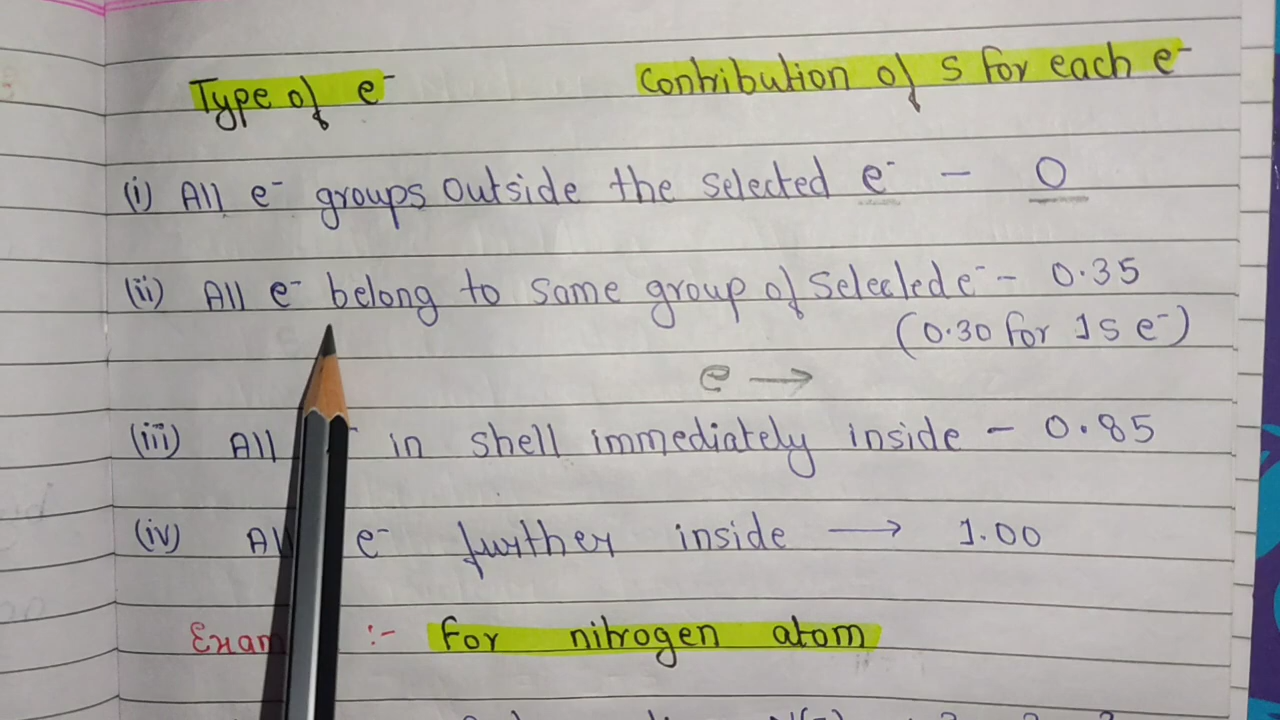 Type of e⁻ Contribution of S for each e⁻
(i) All e⁻ groups outside the selected e⁻ - 0
(ii) All e⁻ belong to same group of Selected e⁻ - 0.35
(0.30 for 1s e⁻)
e →
(iii) All in shell immediately inside - 0.85
(iv) All e⁻ further inside → 1.00
:- For nitrogen atom